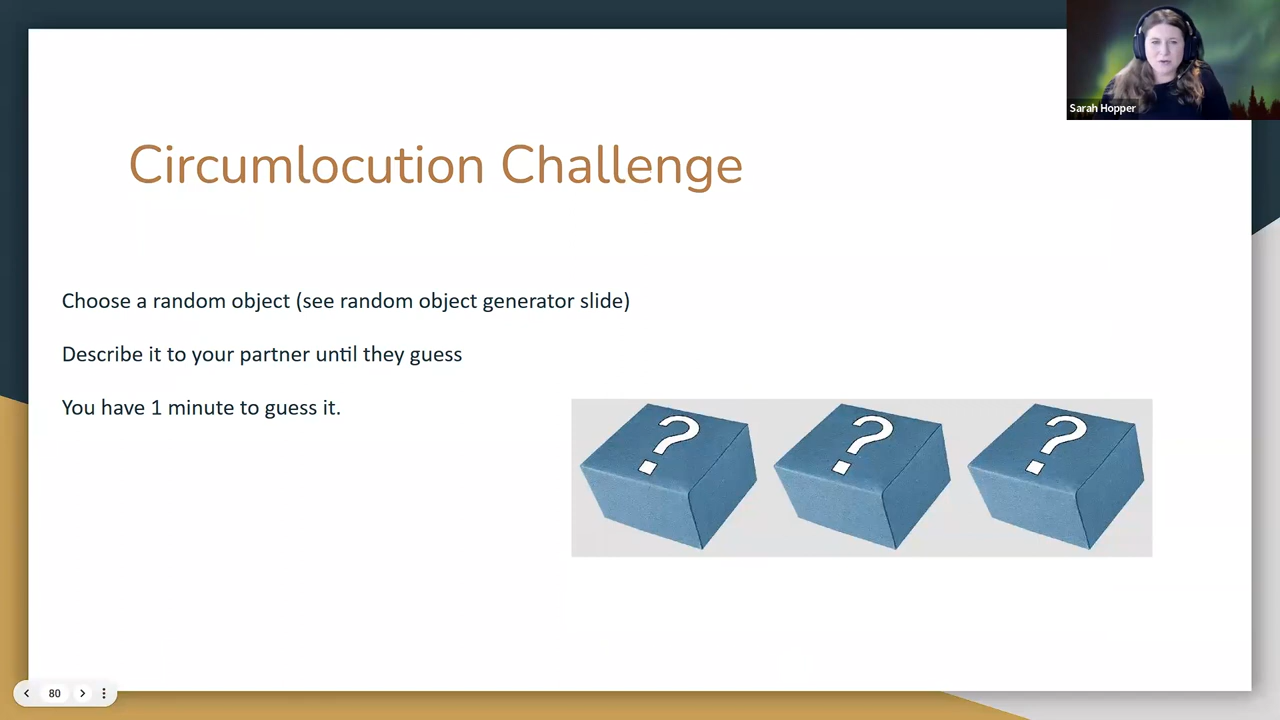 Sarah Hopper
Circumlocution Challenge
Choose a random object (see random object generator slide)
Describe it to your partner until they guess
You have 1 minute to guess it.
? ? ?
80